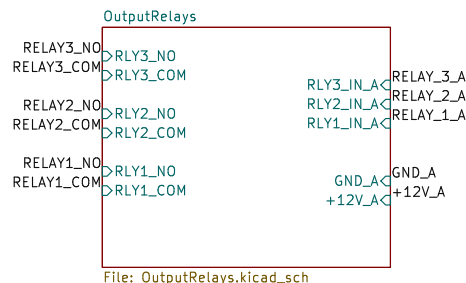 OutputRelays
RELAY3_NO
RLY3_NO
RELAY3_COM
RLY3_COM
RELAY2_NO
RLY2_NO
RELAY2_COM
RLY2_COM
RELAY1_NO
RLY1_NO
RELAY1_COM
RLY1_COM
RLY3_IN_A
RELAY_3_A
RLY2_IN_A
RELAY_2_A
RLY1_IN_A
RELAY_1_A
GND_A
GND_A
+12V_A
+12V_A
File: OutputRelays.kicad_sch